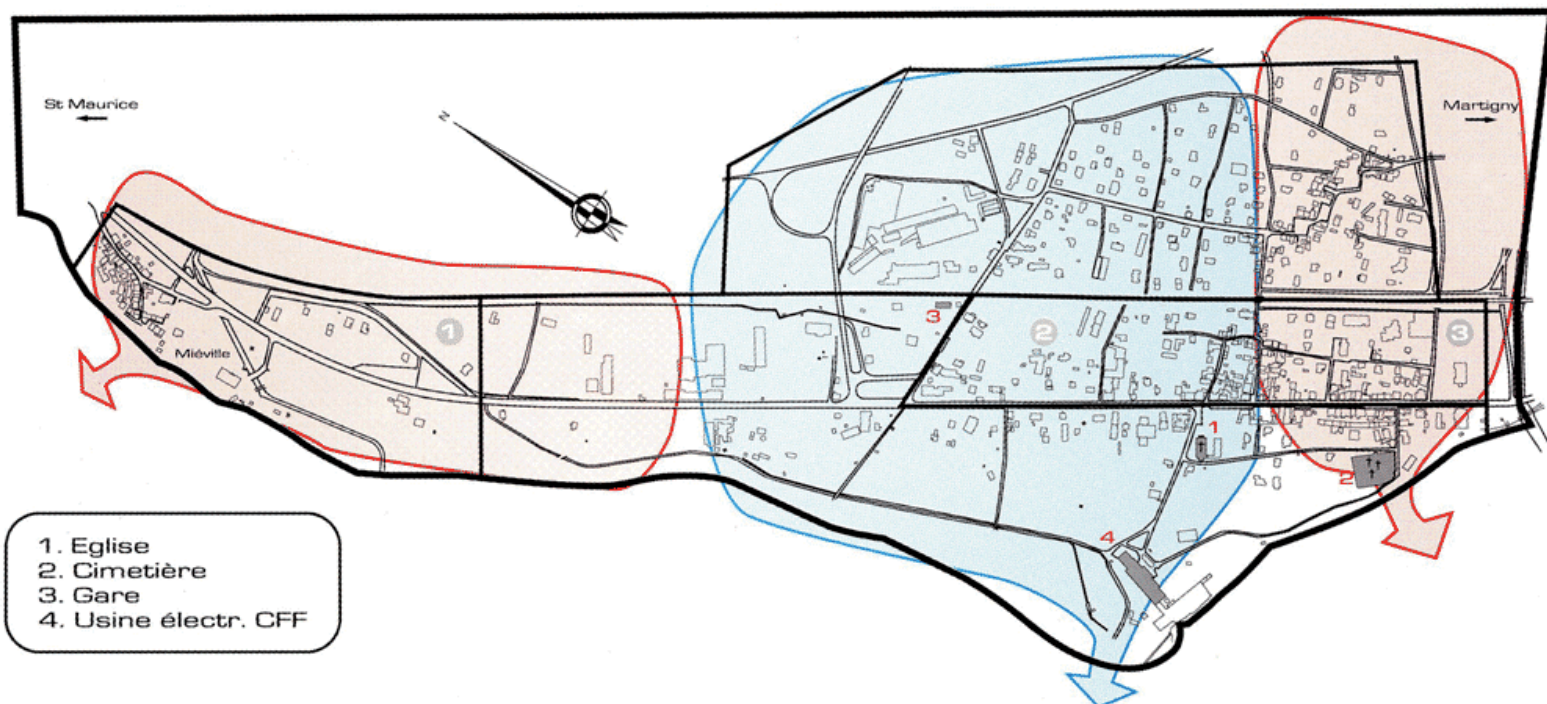 St Maurice
Martigny
N
Miéville
1
2
3
3
1
2
4
1. Eglise
2. Cimetière
3. Gare
4. Usine électr. CFF